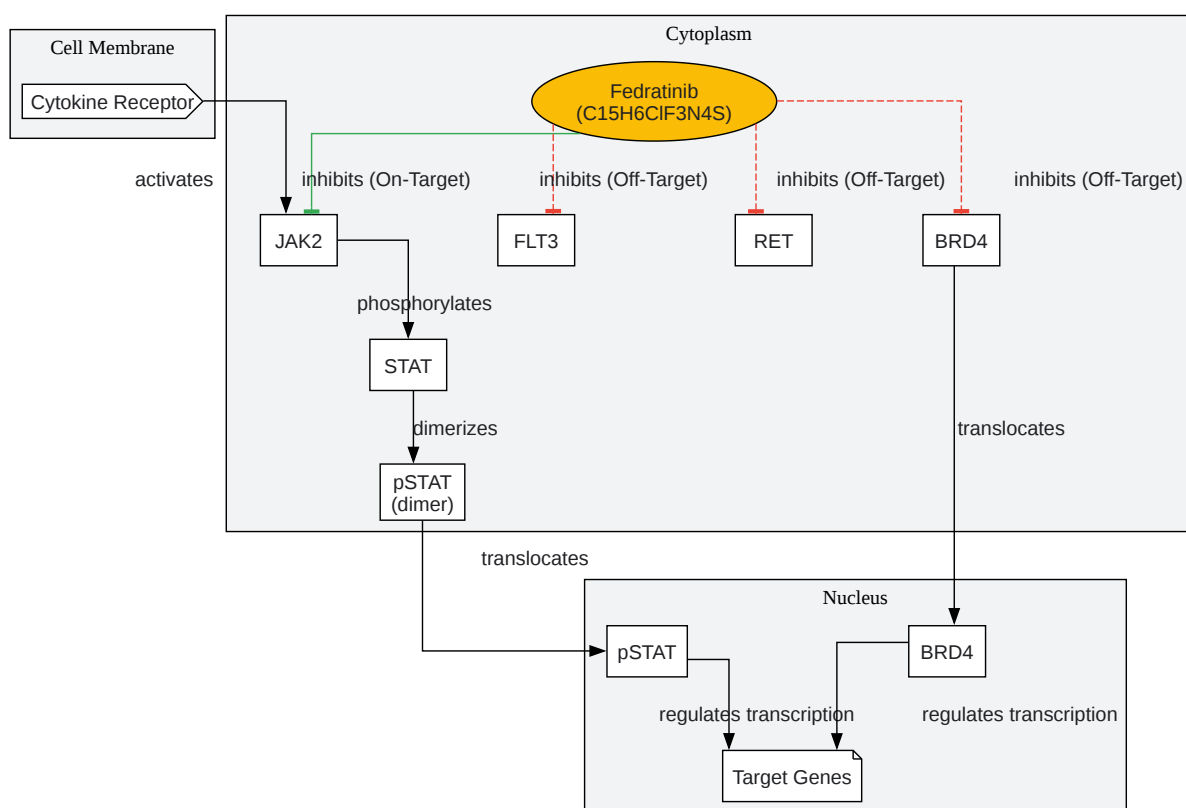 Cell Membrane
Cytoplasm
Cytokine Receptor
Fedratinib
(C15H6ClF3N4S)
activates
inhibits (On-Target)
inhibits (Off-Target)
inhibits (Off-Target)
inhibits (Off-Target)
JAK2
FLT3
RET
BRD4
phosphorylates
STAT
dimerizes
translocates
pSTAT
(dimer)
translocates
Nucleus
pSTAT
BRD4
regulates transcription
regulates transcription
Target Genes